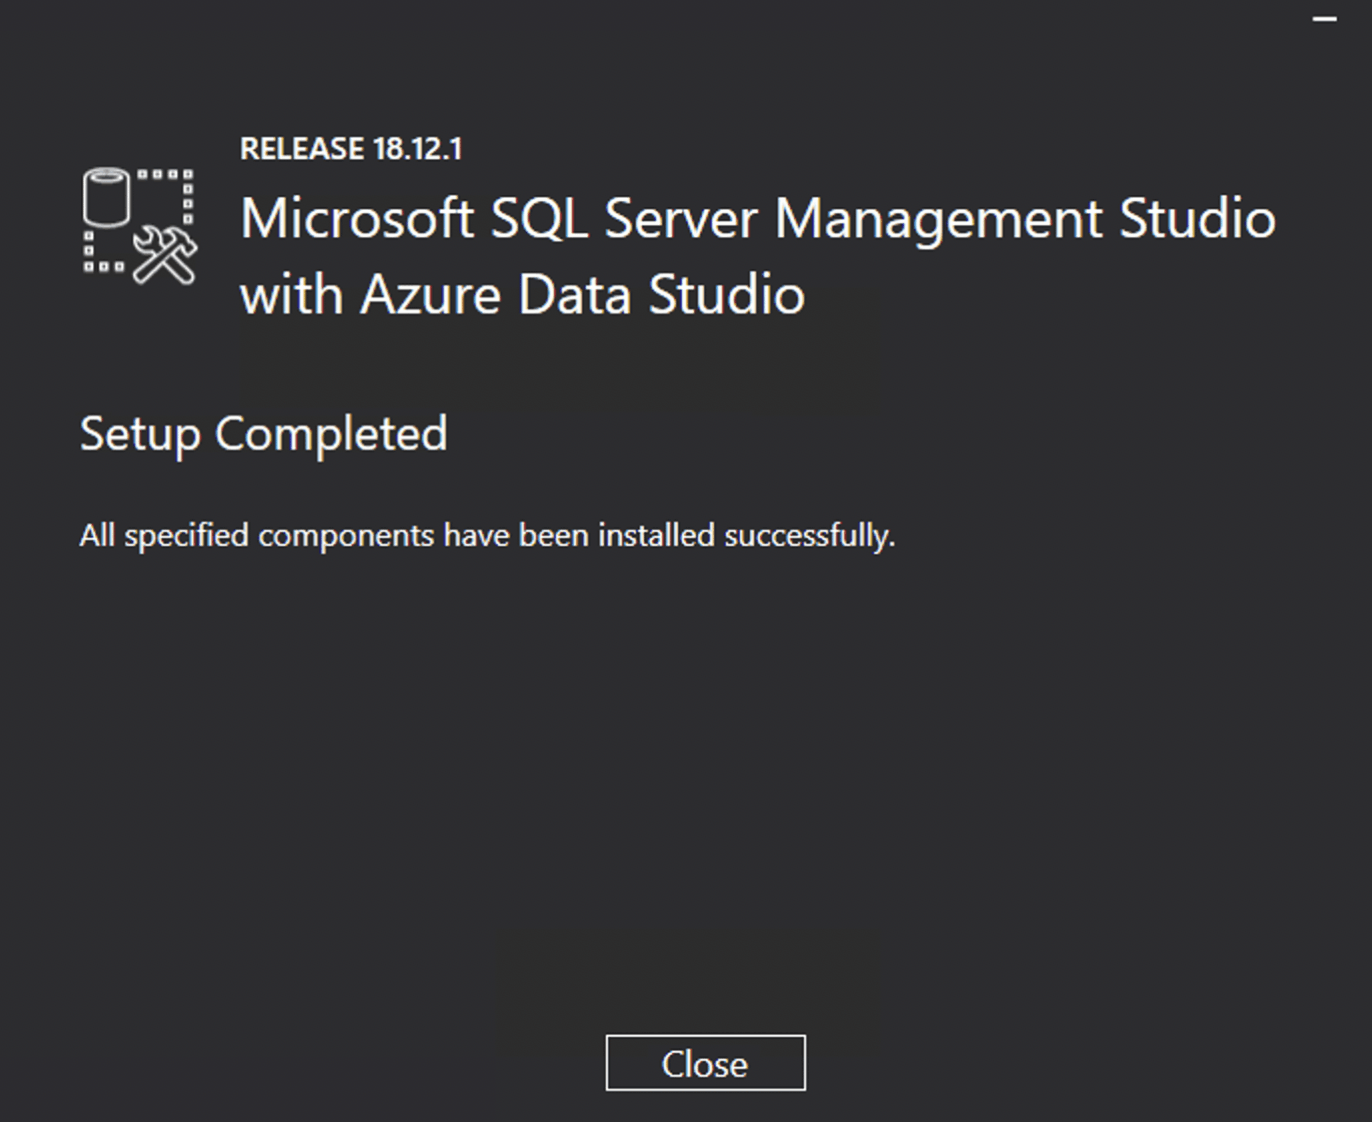 RELEASE 18.12.1
Microsoft SQL Server Management Studio
with Azure Data Studio
Setup Completed
All specified components have been installed successfully.
Close